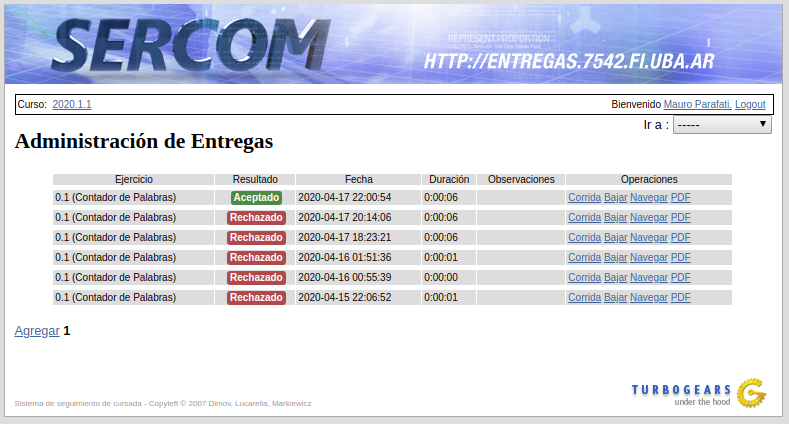 SERCOM
REPRESENT.PROPORTION
HTTP://ENTREGAS.7542.FI.UBA.AR
Curso: 2020.1.1 Bienvenido Mauro Parafati. Logout
Ir a : -----
Administración de Entregas
Ejercicio Resultado Fecha Duración Observaciones Operaciones
0.1 (Contador de Palabras) Aceptado 2020-04-17 22:00:54 0:00:06 Corrida Bajar Navegar PDF
0.1 (Contador de Palabras) Rechazado 2020-04-17 20:14:06 0:00:06 Corrida Bajar Navegar PDF
0.1 (Contador de Palabras) Rechazado 2020-04-17 18:23:21 0:00:06 Corrida Bajar Navegar PDF
0.1 (Contador de Palabras) Rechazado 2020-04-16 01:51:36 0:00:01 Corrida Bajar Navegar PDF
0.1 (Contador de Palabras) Rechazado 2020-04-16 00:55:39 0:00:00 Corrida Bajar Navegar PDF
0.1 (Contador de Palabras) Rechazado 2020-04-15 22:06:52 0:00:01 Corrida Bajar Navegar PDF
Agregar 1
TURBOGEARS
under the hood
Sistema de seguimiento de cursada - Copyleft © 2007 Dimov, Lucarella, Markiewicz